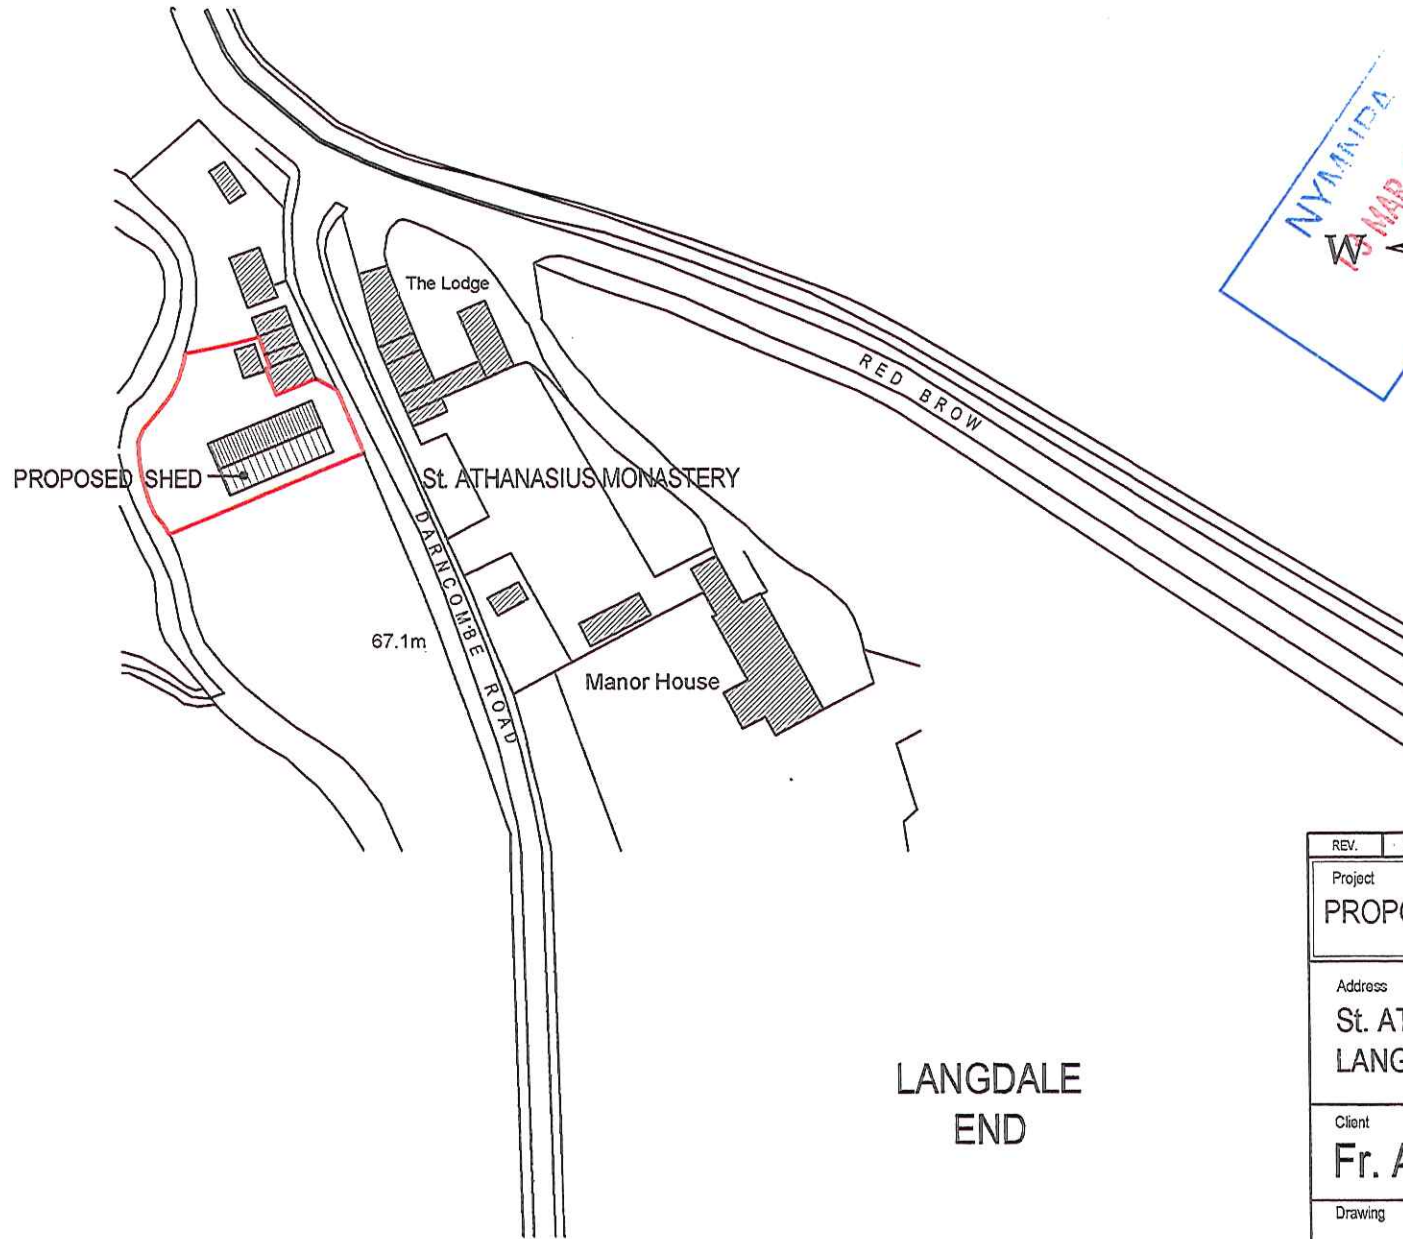 NYMNPA
MAR
W
The Lodge
RED BROW
PROPOSED SHED
St. ATHANASIUS MONASTERY
DARNCOMBE ROAD
67.1m
Manor House
LANGDALE
END
REV.
Project
PROPO
Address
St. AT
LANG
Client
Fr. A
Drawing